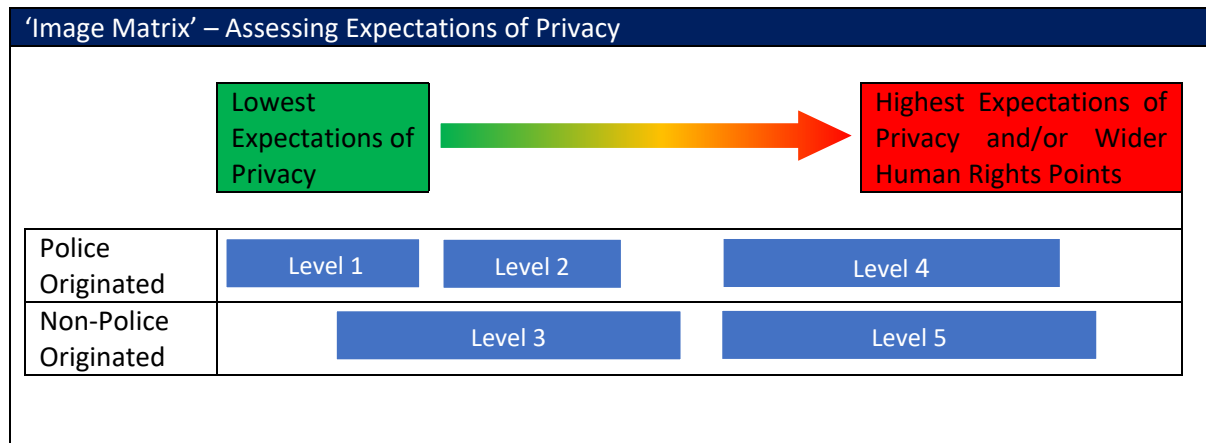 ‘Image Matrix’ – Assessing Expectations of Privacy
Lowest
Expectations of
Privacy
Highest Expectations of
Privacy and/or Wider
Human Rights Points
Police
Originated
Level 1
Level 2
Level 4
Non-Police
Originated
Level 3
Level 5